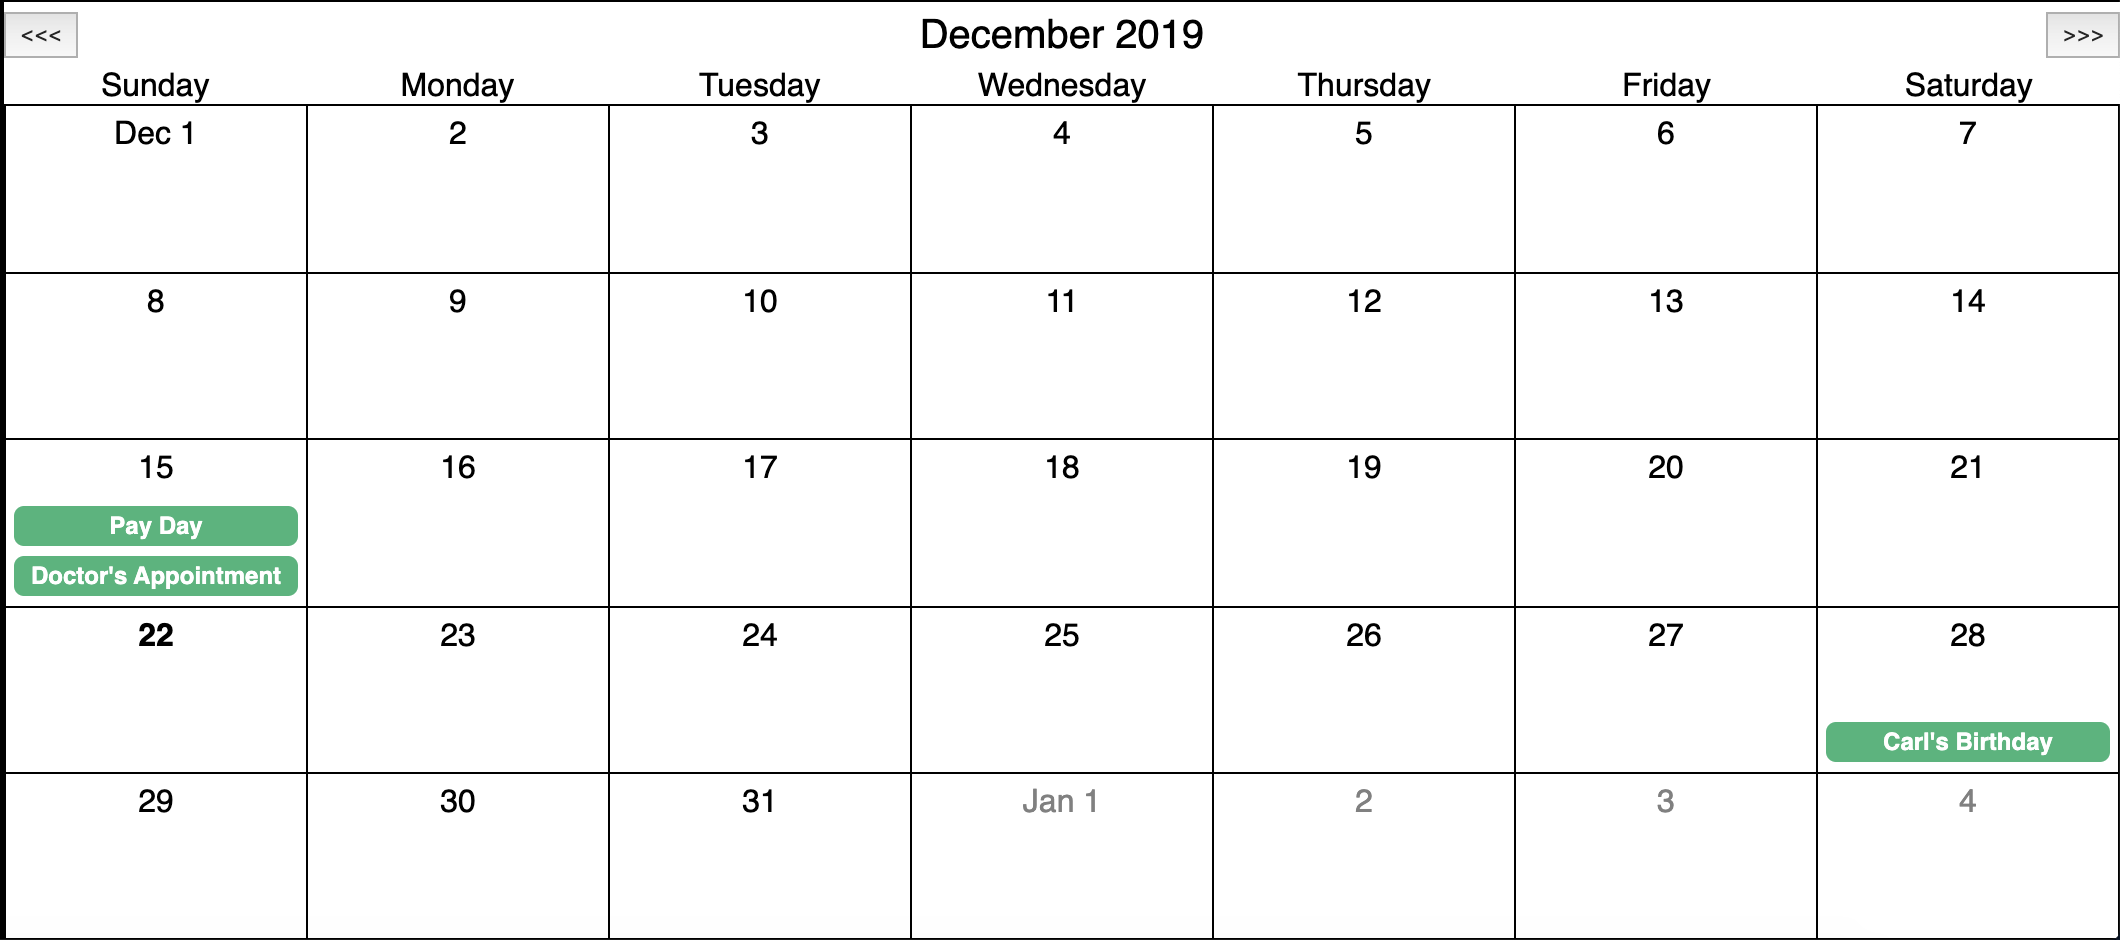 <<< December 2019 >>>
Sunday Monday Tuesday Wednesday Thursday Friday Saturday
Dec 1 2 3 4 5 6 7
8 9 10 11 12 13 14
15 16 17 18 19 20 21
Pay Day
Doctor's Appointment
22 23 24 25 26 27 28
Carl's Birthday
29 30 31 Jan 1 2 3 4